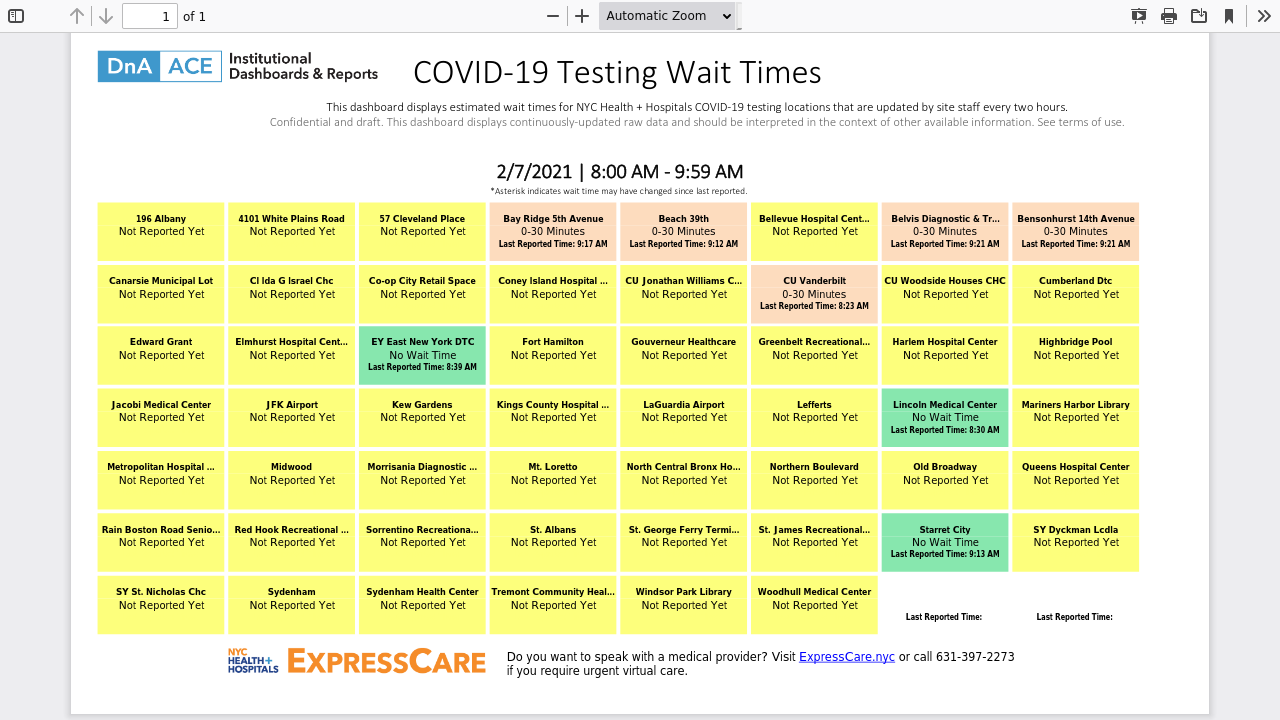 1 of 1
Automatic Zoom
DnA ACE Institutional Dashboards & Reports
COVID-19 Testing Wait Times
This dashboard displays estimated wait times for NYC Health + Hospitals COVID-19 testing locations that are updated by site staff every two hours.
Confidential and draft. This dashboard displays continuously-updated raw data and should be interpreted in the context of other available information. See terms of use.
2/7/2021 | 8:00 AM - 9:59 AM
*Asterisk indicates wait time may have changed since last reported.
196 Albany
Not Reported Yet
4101 White Plains Road
Not Reported Yet
57 Cleveland Place
Not Reported Yet
Bay Ridge 5th Avenue
0-30 Minutes
Last Reported Time: 9:17 AM
Beach 39th
0-30 Minutes
Last Reported Time: 9:12 AM
Bellevue Hospital Cent...
Not Reported Yet
Belvis Diagnostic & Tr...
0-30 Minutes
Last Reported Time: 9:21 AM
Bensonhurst 14th Avenue
0-30 Minutes
Last Reported Time: 9:21 AM
Canarsie Municipal Lot
Not Reported Yet
CI Ida G Israel Chc
Not Reported Yet
Co-op City Retail Space
Not Reported Yet
Coney Island Hospital ...
Not Reported Yet
CU Jonathan Williams C...
Not Reported Yet
CU Vanderbilt
0-30 Minutes
Last Reported Time: 8:23 AM
CU Woodside Houses CHC
Not Reported Yet
Cumberland Dtc
Not Reported Yet
Edward Grant
Not Reported Yet
Elmhurst Hospital Cent...
Not Reported Yet
EY East New York DTC
No Wait Time
Last Reported Time: 8:39 AM
Fort Hamilton
Not Reported Yet
Gouverneur Healthcare
Not Reported Yet
Greenbelt Recreational...
Not Reported Yet
Harlem Hospital Center
Not Reported Yet
Highbridge Pool
Not Reported Yet
Jacobi Medical Center
Not Reported Yet
JFK Airport
Not Reported Yet
Kew Gardens
Not Reported Yet
Kings County Hospital ...
Not Reported Yet
LaGuardia Airport
Not Reported Yet
Lefferts
Not Reported Yet
Lincoln Medical Center
No Wait Time
Last Reported Time: 8:30 AM
Mariners Harbor Library
Not Reported Yet
Metropolitan Hospital ...
Not Reported Yet
Midwood
Not Reported Yet
Morrisania Diagnostic ...
Not Reported Yet
Mt. Loretto
Not Reported Yet
North Central Bronx Ho...
Not Reported Yet
Northern Boulevard
Not Reported Yet
Old Broadway
Not Reported Yet
Queens Hospital Center
Not Reported Yet
Rain Boston Road Senio...
Not Reported Yet
Red Hook Recreational ...
Not Reported Yet
Sorrentino Recreationa...
Not Reported Yet
St. Albans
Not Reported Yet
St. George Ferry Termi...
Not Reported Yet
St. James Recreational...
Not Reported Yet
Starret City
No Wait Time
Last Reported Time: 9:13 AM
SY Dyckman Lcdla
Not Reported Yet
SY St. Nicholas Chc
Not Reported Yet
Sydenham
Not Reported Yet
Sydenham Health Center
Not Reported Yet
Tremont Community Heal...
Not Reported Yet
Windsor Park Library
Not Reported Yet
Woodhull Medical Center
Not Reported Yet
Last Reported Time:
Last Reported Time:
NYC HEALTH+ HOSPITALS
EXPRESSCARE
Do you want to speak with a medical provider? Visit ExpressCare.nyc or call 631-397-2273
if you require urgent virtual care.